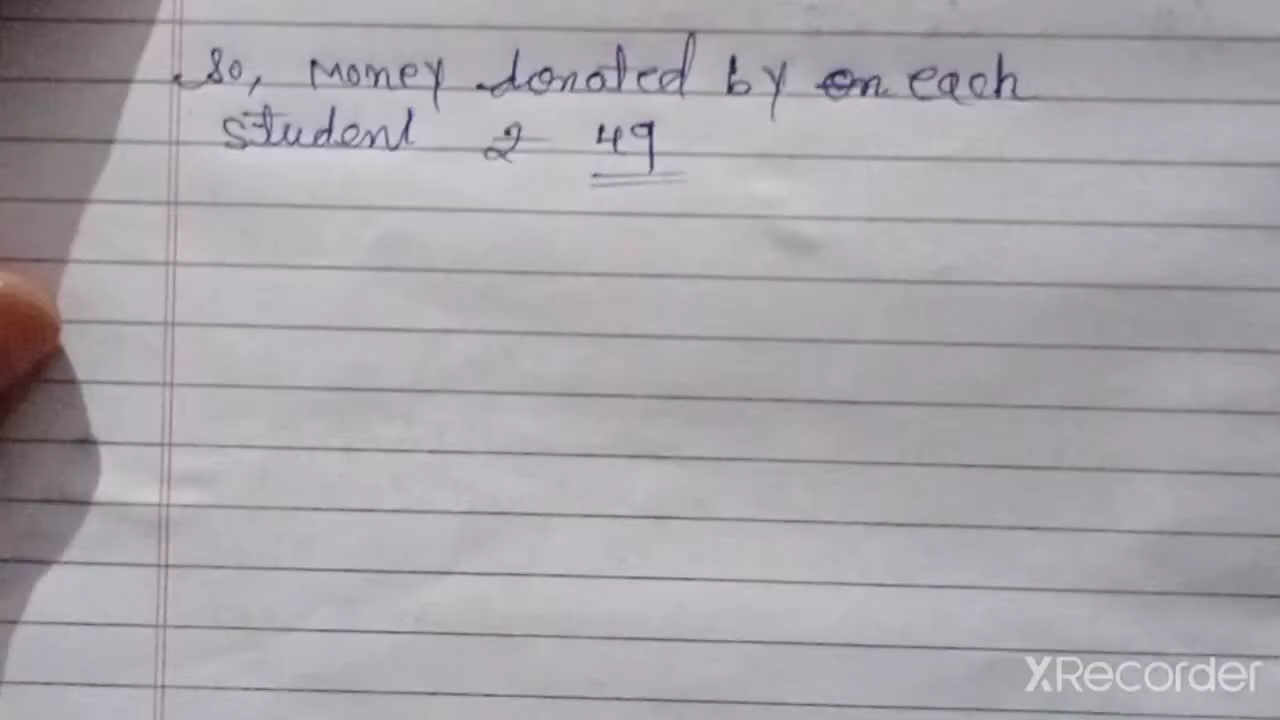 So, Money donated by on each
student = 49
XRecorder